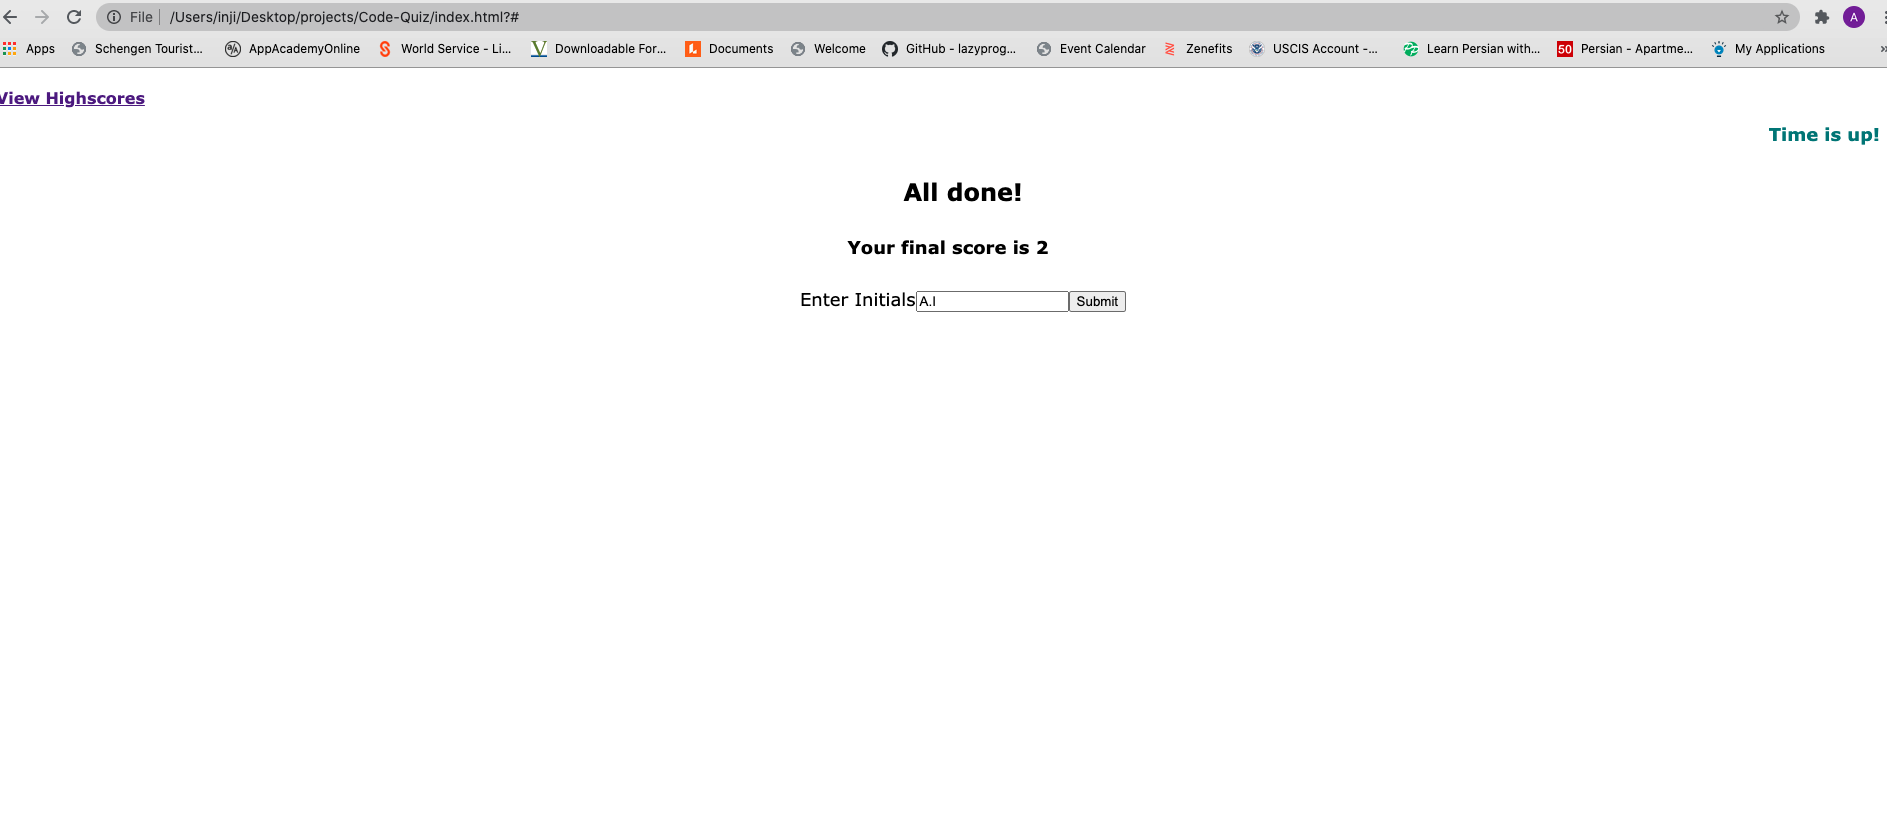 File /Users/inji/Desktop/projects/Code-Quiz/index.html?# A
Apps Schengen Tourist... AppAcademyOnline World Service - Li... Downloadable For... Documents Welcome GitHub - lazyprog... Event Calendar Zenefits USCIS Account -... Learn Persian with... 50 Persian - Apartme... My Applications »
View Highscores
Time is up!
All done!
Your final score is 2
Enter Initials A.I Submit